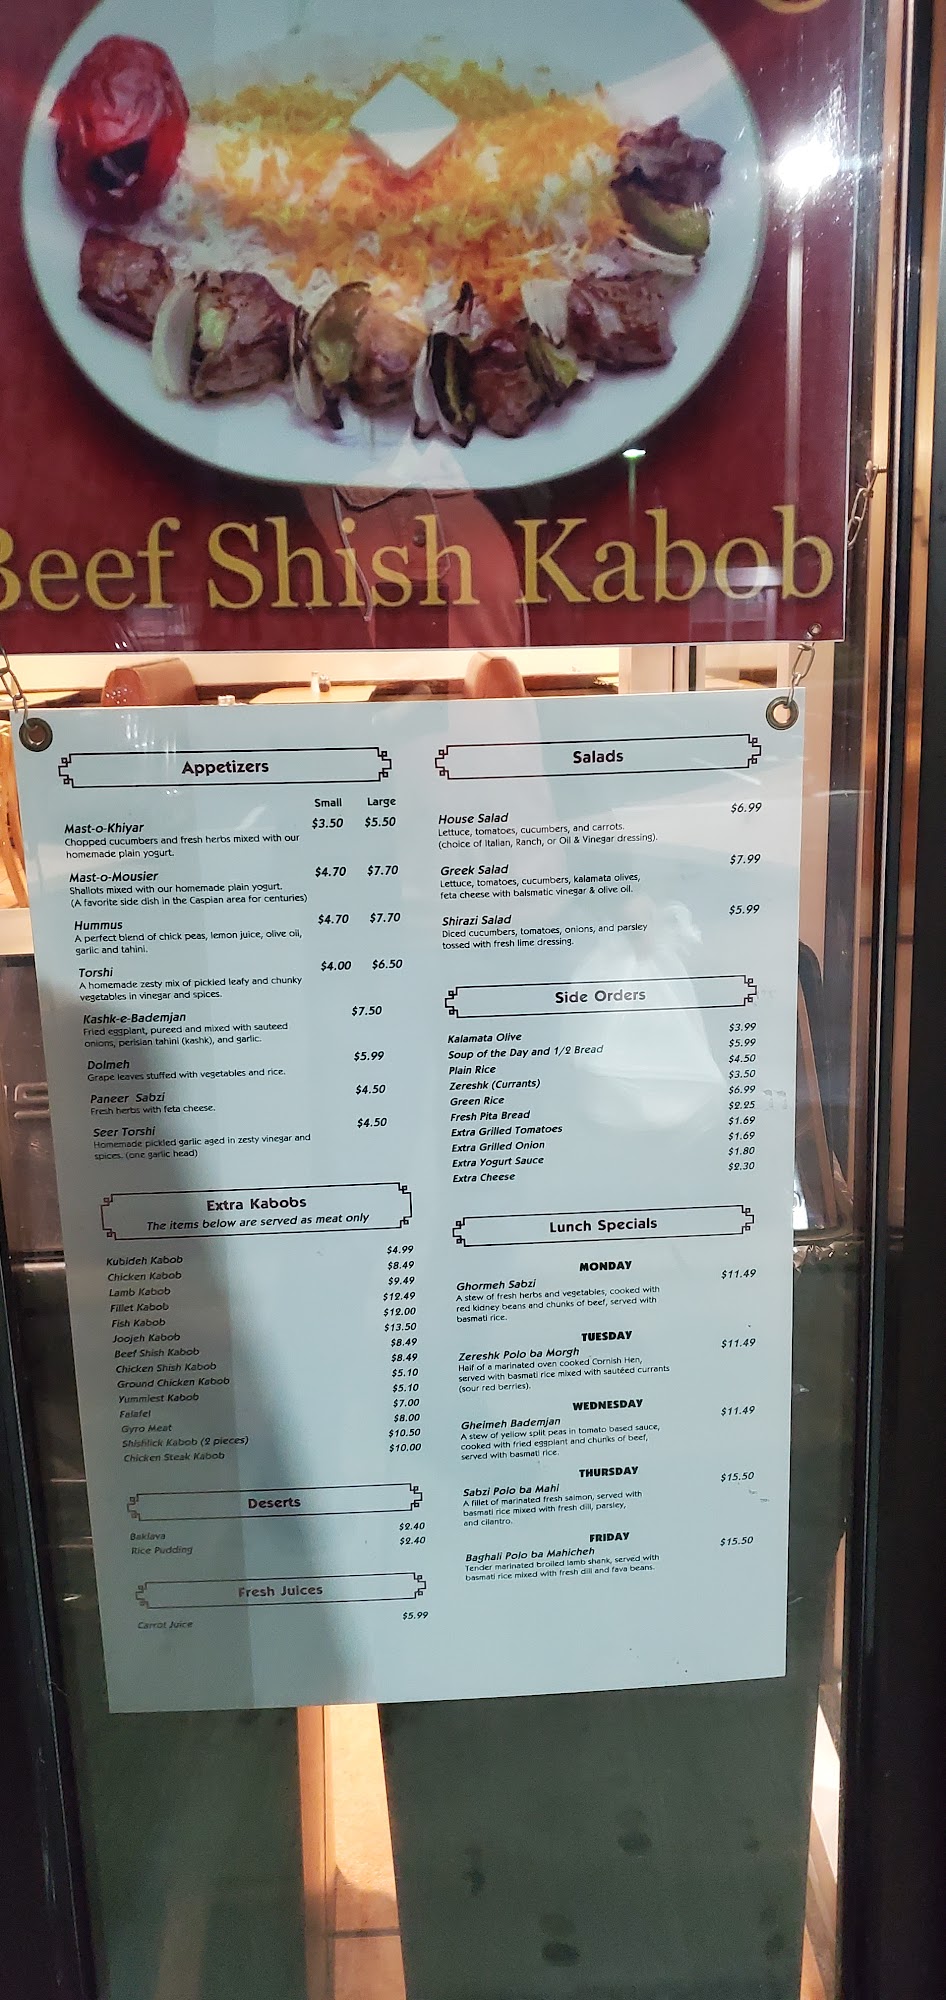 Beef Shish Kabob
Appetizers
Small Large
Mast-o-Khiyar $3.50 $5.50
Chopped cucumbers and fresh herbs mixed with our
homemade plain yogurt.
Mast-o-Mousier $4.70 $7.70
Shallots mixed with our homemade plain yogurt.
(A favorite side dish in the Caspian area for centuries)
Hummus $4.70 $7.70
A perfect blend of chick peas, lemon juice, olive oil,
garlic and tahini.
Torshi $4.00 $6.50
A homemade zesty mix of pickled leafy and chunky
vegetables in vinegar and spices.
Kashk-e-Bademjan $7.50
Fried eggplant, pureed and mixed with sauteed
onions, perisian tahini (kashk), and garlic.
Dolmeh $5.99
Grape leaves stuffed with vegetables and rice.
Paneer Sabzi $4.50
Fresh herbs with feta cheese.
Seer Torshi $4.50
Homemade pickled garlic aged in zesty vinegar and
spices. (one garlic head)
Extra Kabobs
The items below are served as meat only
Kubideh Kabob $4.99
Chicken Kabob $8.49
Lamb Kabob $9.49
Fillet Kabob $12.49
Fish Kabob $12.00
Joojeh Kabob $13.50
Beef Shish Kabob $8.49
Chicken Shish Kabob $8.49
Ground Chicken Kabob $5.10
Yummiest Kabob $5.10
Falafel $7.00
Gyro Meat $8.00
Shishlick Kabob (2 pieces) $10.50
Chicken Steak Kabob $10.00
Deserts
Baklava $2.40
Rice Pudding $2.40
Fresh Juices
Carrot Juice $5.99
Salads
House Salad $6.99
Lettuce, tomatoes, cucumbers, and carrots.
(choice of Italian, Ranch, or Oil & Vinegar dressing).
Greek Salad $7.99
Lettuce, tomatoes, cucumbers, kalamata olives,
feta cheese with balsmatic vinegar & olive oil.
Shirazi Salad $5.99
Diced cucumbers, tomatoes, onions, and parsley
tossed with fresh lime dressing.
Side Orders
Kalamata Olive $3.99
Soup of the Day and 1/2 Bread $5.99
Plain Rice $4.50
Zereshk (Currants) $3.50
Green Rice $6.99
Fresh Pita Bread $2.25
Extra Grilled Tomatoes $1.69
Extra Grilled Onion $1.69
Extra Yogurt Sauce $1.80
Extra Cheese $2.30
Lunch Specials
MONDAY
Ghormeh Sabzi $11.49
A stew of fresh herbs and vegetables, cooked with
red kidney beans and chunks of beef, served with
basmati rice.
TUESDAY
Zereshk Polo ba Morgh $11.49
Half of a marinated oven cooked Cornish Hen,
served with basmati rice mixed with sautéed currants
(sour red berries).
WEDNESDAY
Gheimeh Bademjan $11.49
A stew of yellow split peas in tomato based sauce,
cooked with fried eggplant and chunks of beef,
served with basmati rice.
THURSDAY
Sabzi Polo ba Mahi $15.50
A fillet of marinated fresh salmon, served with
basmati rice mixed with fresh dill, parsley,
and cilantro.
FRIDAY
Baghali Polo ba Mahicheh $15.50
Tender marinated broiled lamb shank, served with
basmati rice mixed with fresh dill and fava beans.